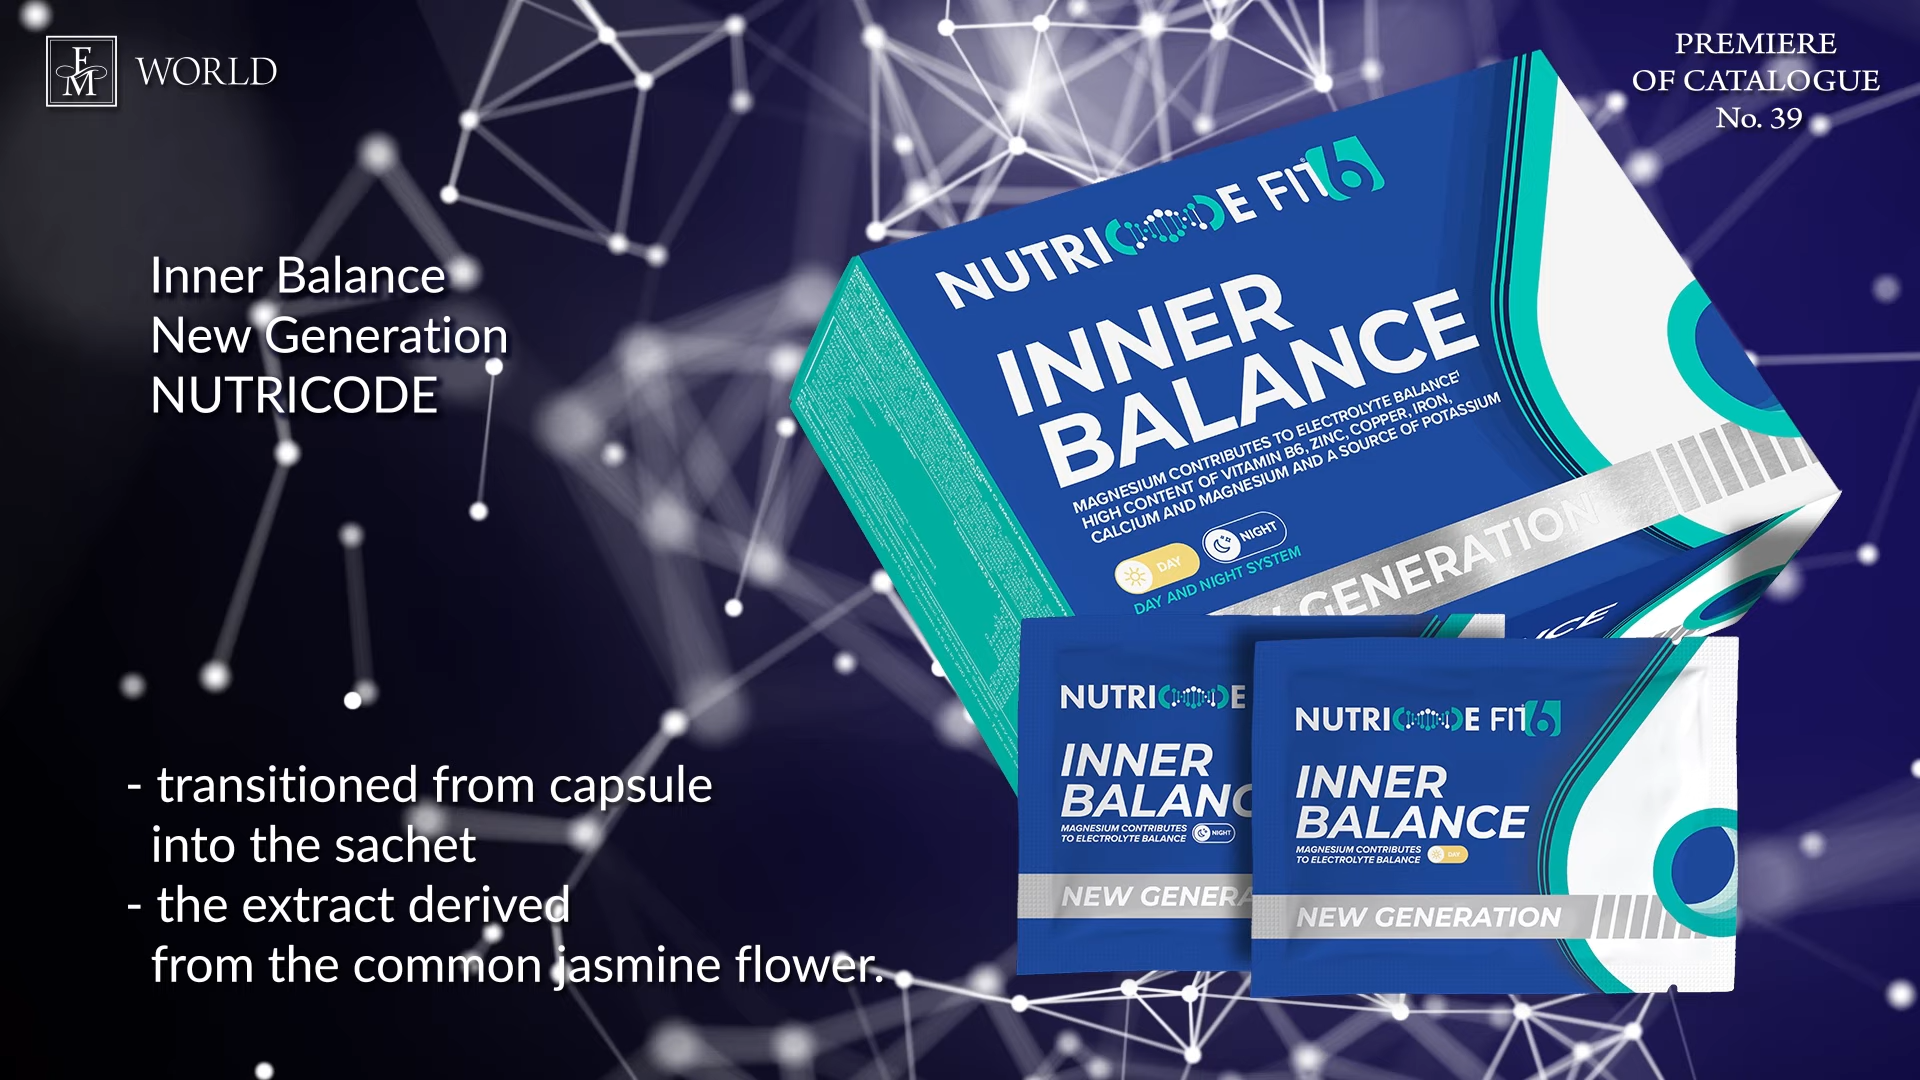 FM WORLD
PREMIERE
OF CATALOGUE
No. 39
Inner Balance
New Generation
NUTRICODE
- transitioned from capsule
into the sachet
- the extract derived
from the common jasmine flower.
NUTRICODE FIT6
INNER
BALANCE
MAGNESIUM CONTRIBUTES TO ELECTROLYTE BALANCE¹
HIGH CONTENT OF VITAMIN B6, ZINC, COPPER, IRON,
CALCIUM AND MAGNESIUM AND A SOURCE OF POTASSIUM
DAY NIGHT
DAY AND NIGHT SYSTEM
GENERATION
NUTRICODE
INNER
BALANC
MAGNESIUM CONTRIBUTES
TO ELECTROLYTE BALANCE NIGHT
NEW GENERA
NUTRICODE FIT6
INNER
BALANCE
MAGNESIUM CONTRIBUTES
TO ELECTROLYTE BALANCE DAY
NEW GENERATION